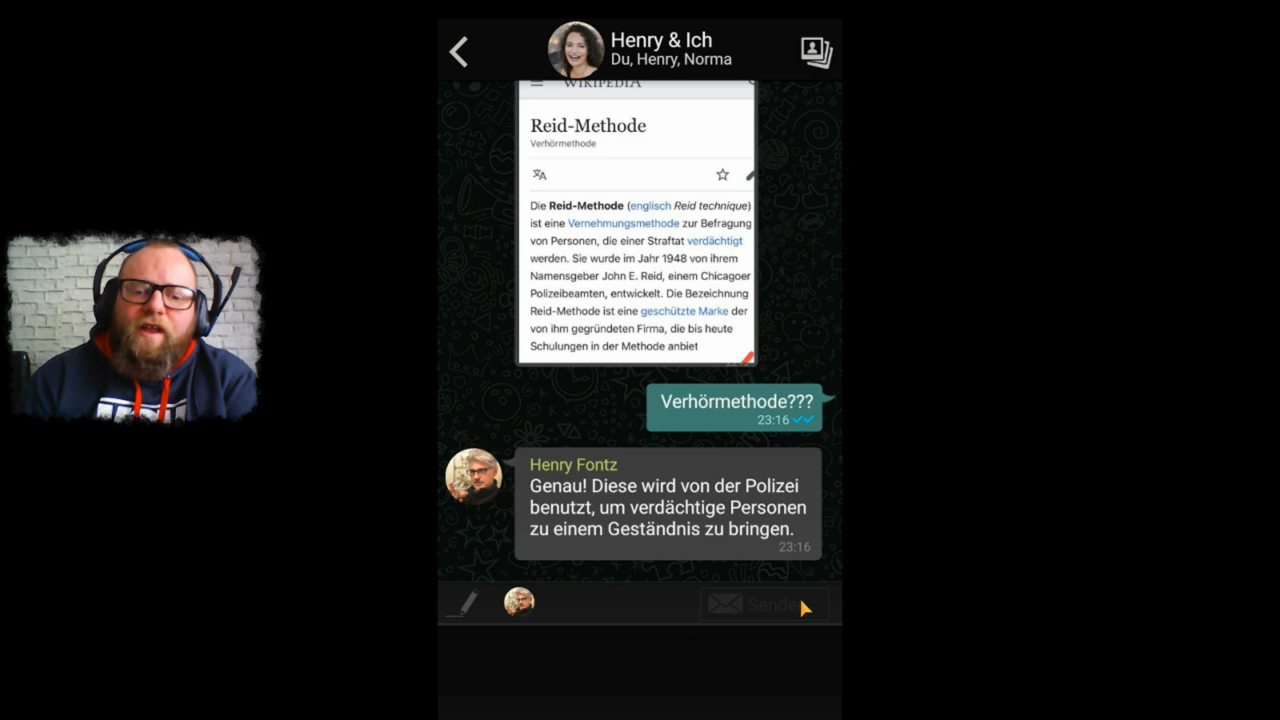 Henry & Ich
Du, Henry, Norma
WIKIPEDIA
Reid-Methode
Verhörmethode
Die Reid-Methode (englisch Reid technique)
ist eine Vernehmungsmethode zur Befragung
von Personen, die einer Straftat verdächtigt
werden. Sie wurde im Jahr 1948 von ihrem
Namensgeber John E. Reid, einem Chicagoer
Polizeibeamten, entwickelt. Die Bezeichnung
Reid-Methode ist eine geschützte Marke der
von ihm gegründeten Firma, die bis heute
Schulungen in der Methode anbiet
Verhörmethode???
23:16
Henry Fontz
Genau! Diese wird von der Polizei
benutzt, um verdächtige Personen
zu einem Geständnis zu bringen.
23:16